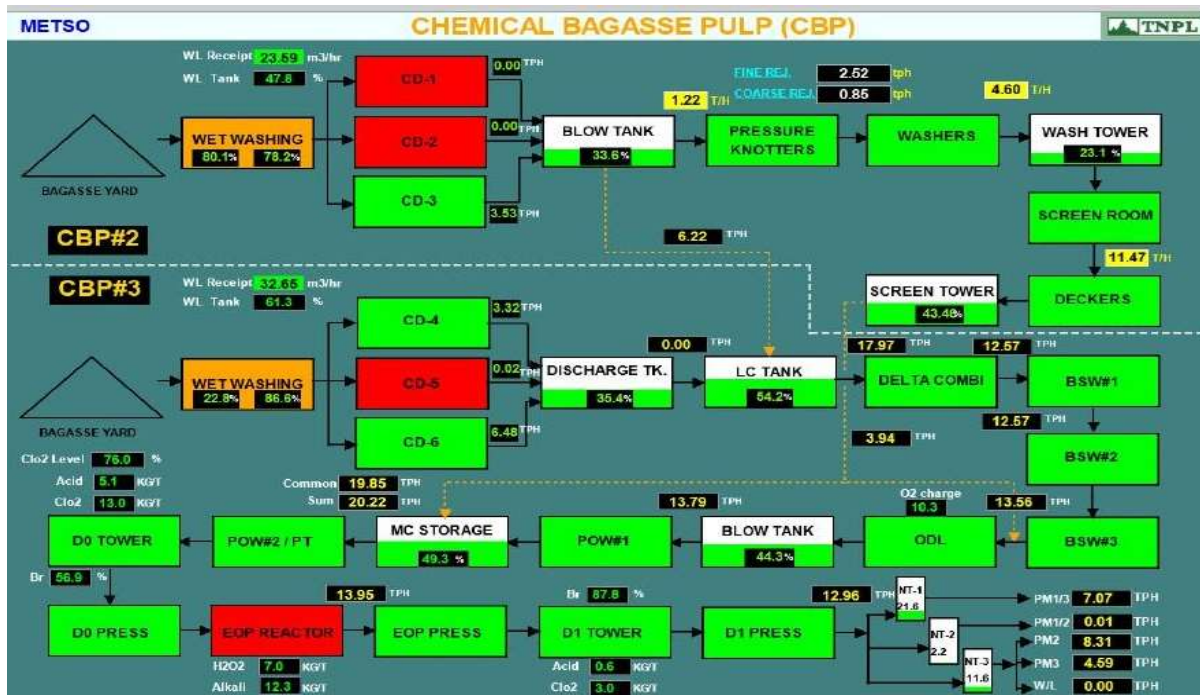 METSO
CHEMICAL BAGASSE PULP (CBP)
TNPL
WL Receipt 23.59 m3/hr
WL Tank 47.8 %
CD-1
0.00 TPH
FINE REJ. 2.52 tph
COARSE REJ. 0.85 tph
1.22 T/H
4.60 T/H
BAGASSE YARD
WET WASHING
80.1% 78.2%
CD-2
0.00 TPH
BLOW TANK
33.6 %
PRESSURE
KNOTTERS
WASHERS
WASH TOWER
23.1 %
CD-3
3.53 TPH
SCREEN ROOM
CBP#2
6.22 TPH
11.47 T/H
CBP#3
WL Receipt 32.65 m3/hr
WL Tank 61.3 %
SCREEN TOWER
43.48%
DECKERS
CD-4
3.32 TPH
0.00 TPH
17.97 TPH
12.57 TPH
BAGASSE YARD
WET WASHING
22.8% 86.6%
CD-5
0.02 TPH
DISCHARGE TK.
35.4%
LC TANK
54.2%
DELTA COMBI
BSW#1
CD-6
6.48 TPH
12.57 TPH
3.94 TPH
BSW#2
Clo2 Level 76.0 %
Acid 5.1 KG/T
Clo2 13.0 KG/T
Common 19.85 TPH
Sum 20.22 TPH
13.79 TPH
O2 charge
10.3
13.56 TPH
D0 TOWER
POW#2 / PT
MC STORAGE
49.3 %
POW#1
BLOW TANK
44.3%
ODL
BSW#3
Br 56.9 %
13.95 TPH
Br 87.8 %
12.96 TPH
D0 PRESS
EOP REACTOR
EOP PRESS
D1 TOWER
D1 PRESS
NT-1
21.6
NT-2
2.2
NT-3
11.6
PM1/3 7.07 TPH
PM1/2 0.01 TPH
PM2 8.31 TPH
PM3 4.59 TPH
W/L 0.00 TPH
H2O2 7.0 KG/T
Alkali 12.3 KG/T
Acid 0.6 KG/T
Clo2 3.0 KG/T